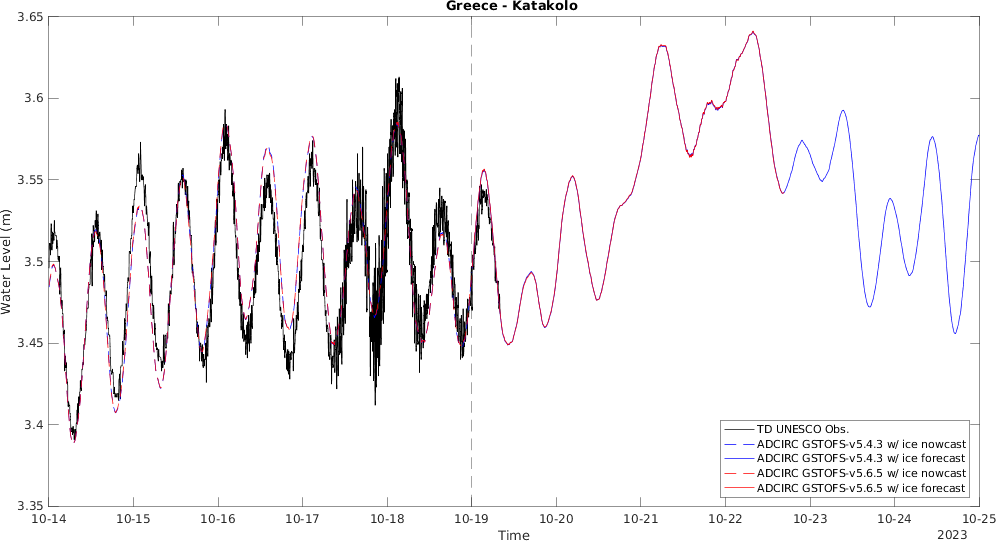 Greece - Katakolo
3.65
3.6
3.55
3.5
3.45
3.4
3.35
Water Level (m)
10-14 10-15 10-16 10-17 10-18 10-19 10-20 10-21 10-22 10-23 10-24 10-25
Time
2023
TD UNESCO Obs.
ADCIRC GSTOFS-v5.4.3 w/ ice nowcast
ADCIRC GSTOFS-v5.4.3 w/ ice forecast
ADCIRC GSTOFS-v5.6.5 w/ ice nowcast
ADCIRC GSTOFS-v5.6.5 w/ ice forecast